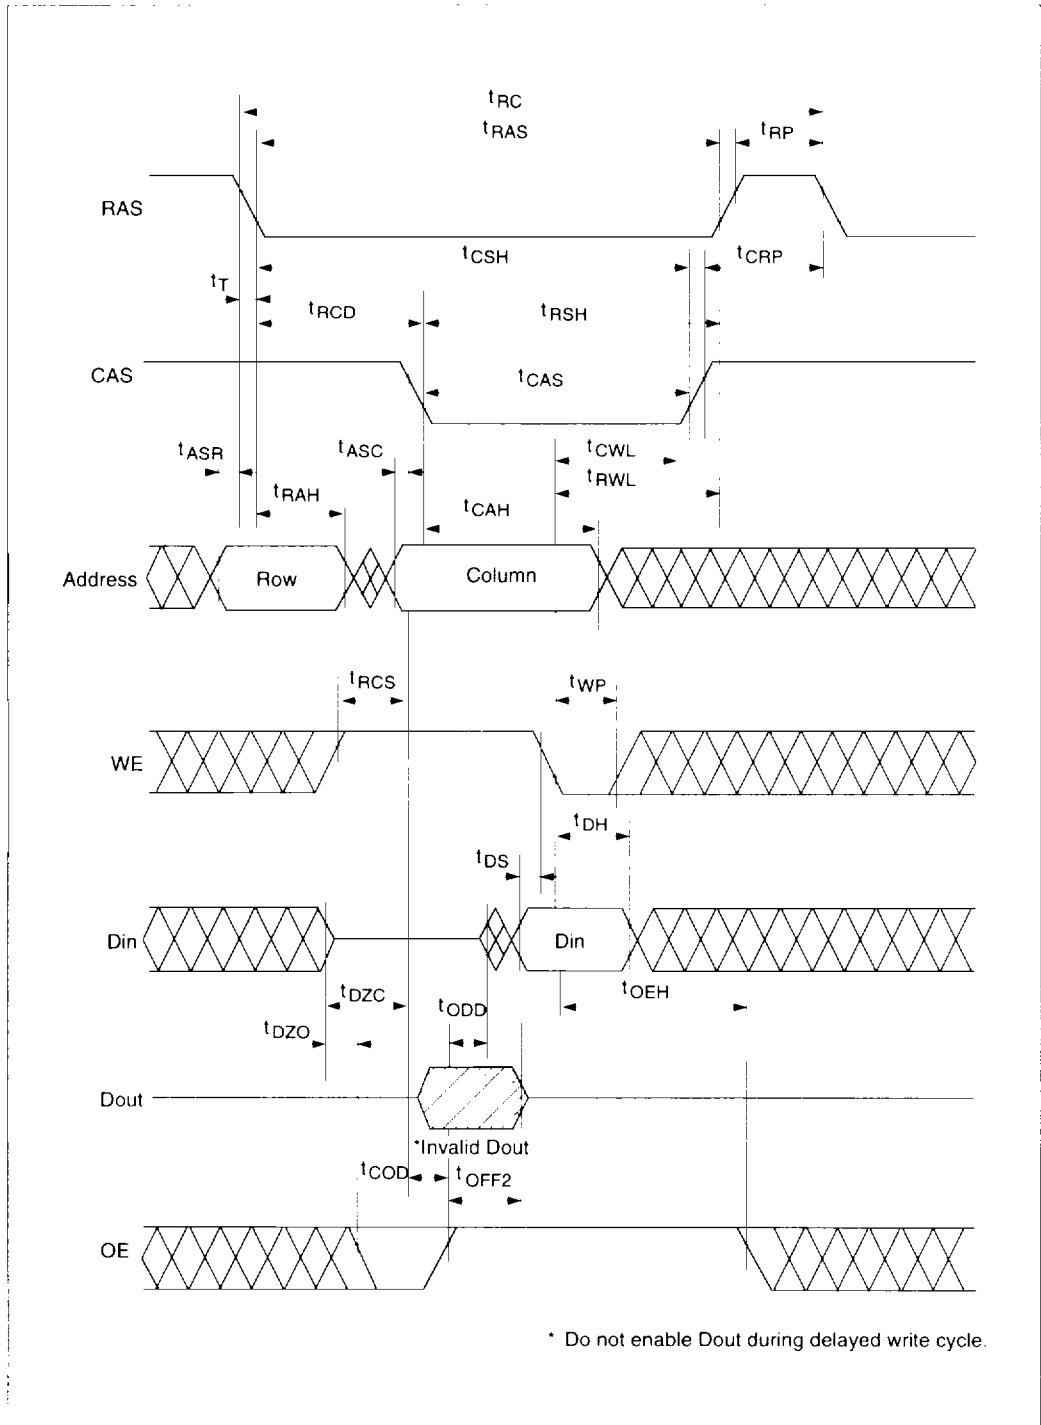 tRC
tRAS
tRP
RAS
tCSH
tCRP
tT
tRCD
tRSH
CAS
tCAS
tASR
tASC
tCWL
tRAH
tRWL
tCAH
Address
Row
Column
tRCS
tWP
WE
tDH
tDS
Din
Din
tDZC
tOEH
tODD
tDZO
Dout
*Invalid Dout
tCOD
tOFF2
OE
* Do not enable Dout during delayed write cycle.